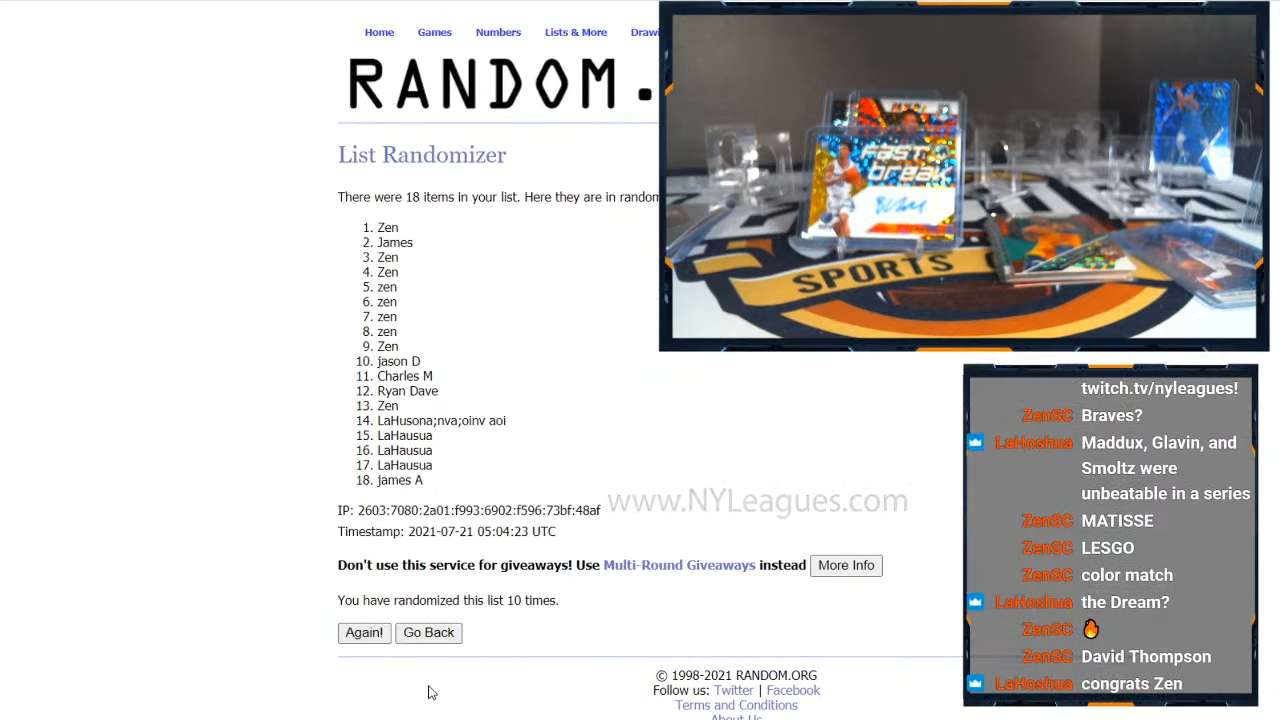 Home Games Numbers Lists & More Drawi
RANDOM.
List Randomizer
There were 18 items in your list. Here they are in random
1. Zen
2. James
3. Zen
4. Zen
5. zen
6. zen
7. zen
8. zen
9. Zen
10. jason D
11. Charles M
12. Ryan Dave
13. Zen
14. LaHusona;nva;oinv aoi
15. LaHausua
16. LaHausua
17. LaHausua
18. james A
IP: 2603:7080:2a01:f993:6902:f596:73bf:48af
Timestamp: 2021-07-21 05:04:23 UTC
Don't use this service for giveaways! Use Multi-Round Giveaways instead More Info
You have randomized this list 10 times.
Again! Go Back
© 1998-2021 RANDOM.ORG
Follow us: Twitter | Facebook
Terms and Conditions
About Us
www.NYLeagues.com
Fast
break
SPORTS
twitch.tv/nyleagues!
ZenSC Braves?
LaHoshua Maddux, Glavin, and
Smoltz were
unbeatable in a series
ZenSC MATISSE
ZenSC LESGO
ZenSC color match
LaHoshua the Dream?
ZenSC 🔥
ZenSC David Thompson
LaHoshua congrats Zen